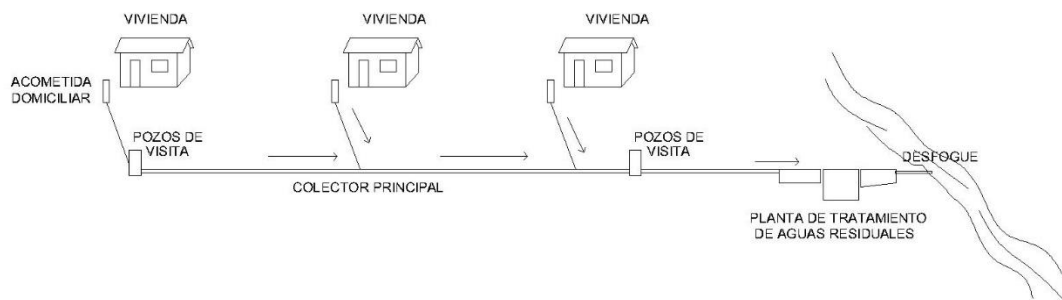 VIVIENDA
VIVIENDA
VIVIENDA
ACOMETIDA
DOMICILIAR
POZOS DE
VISITA
POZOS DE
VISITA
DESFOGUE
COLECTOR PRINCIPAL
PLANTA DE TRATAMIENTO
DE AGUAS RESIDUALES